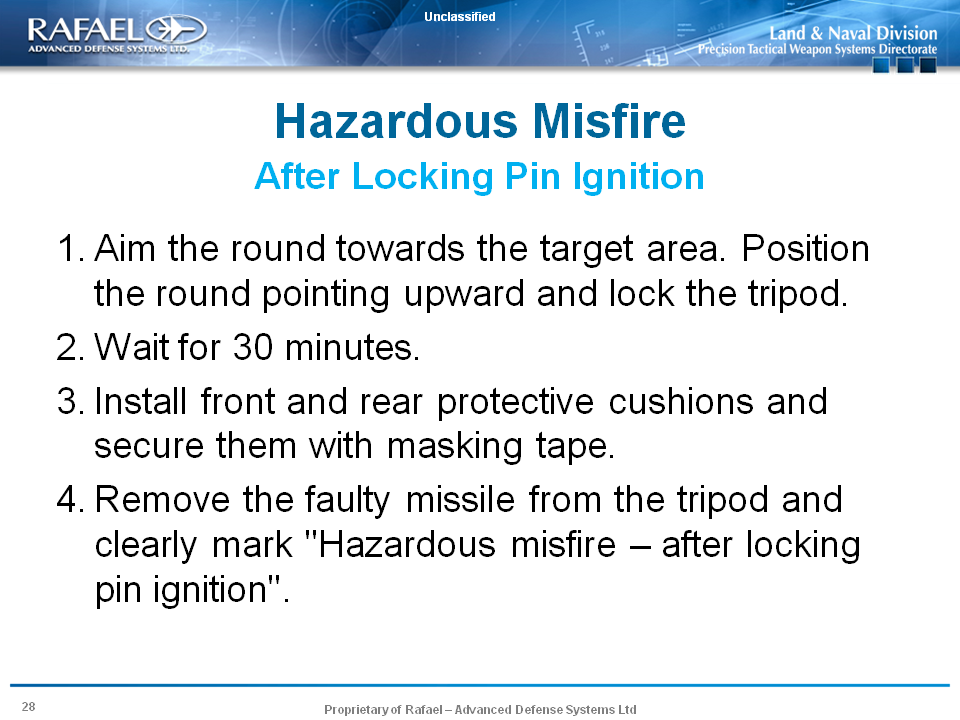 Unclassified
RAFAEL
ADVANCED DEFENSE SYSTEMS LTD.
Land & Naval Division
Precision Tactical Weapon Systems Directorate
Hazardous Misfire
After Locking Pin Ignition
1. Aim the round towards the target area. Position
the round pointing upward and lock the tripod.
2. Wait for 30 minutes.
3. Install front and rear protective cushions and
secure them with masking tape.
4. Remove the faulty missile from the tripod and
clearly mark "Hazardous misfire – after locking
pin ignition".
28
Proprietary of Rafael – Advanced Defense Systems Ltd